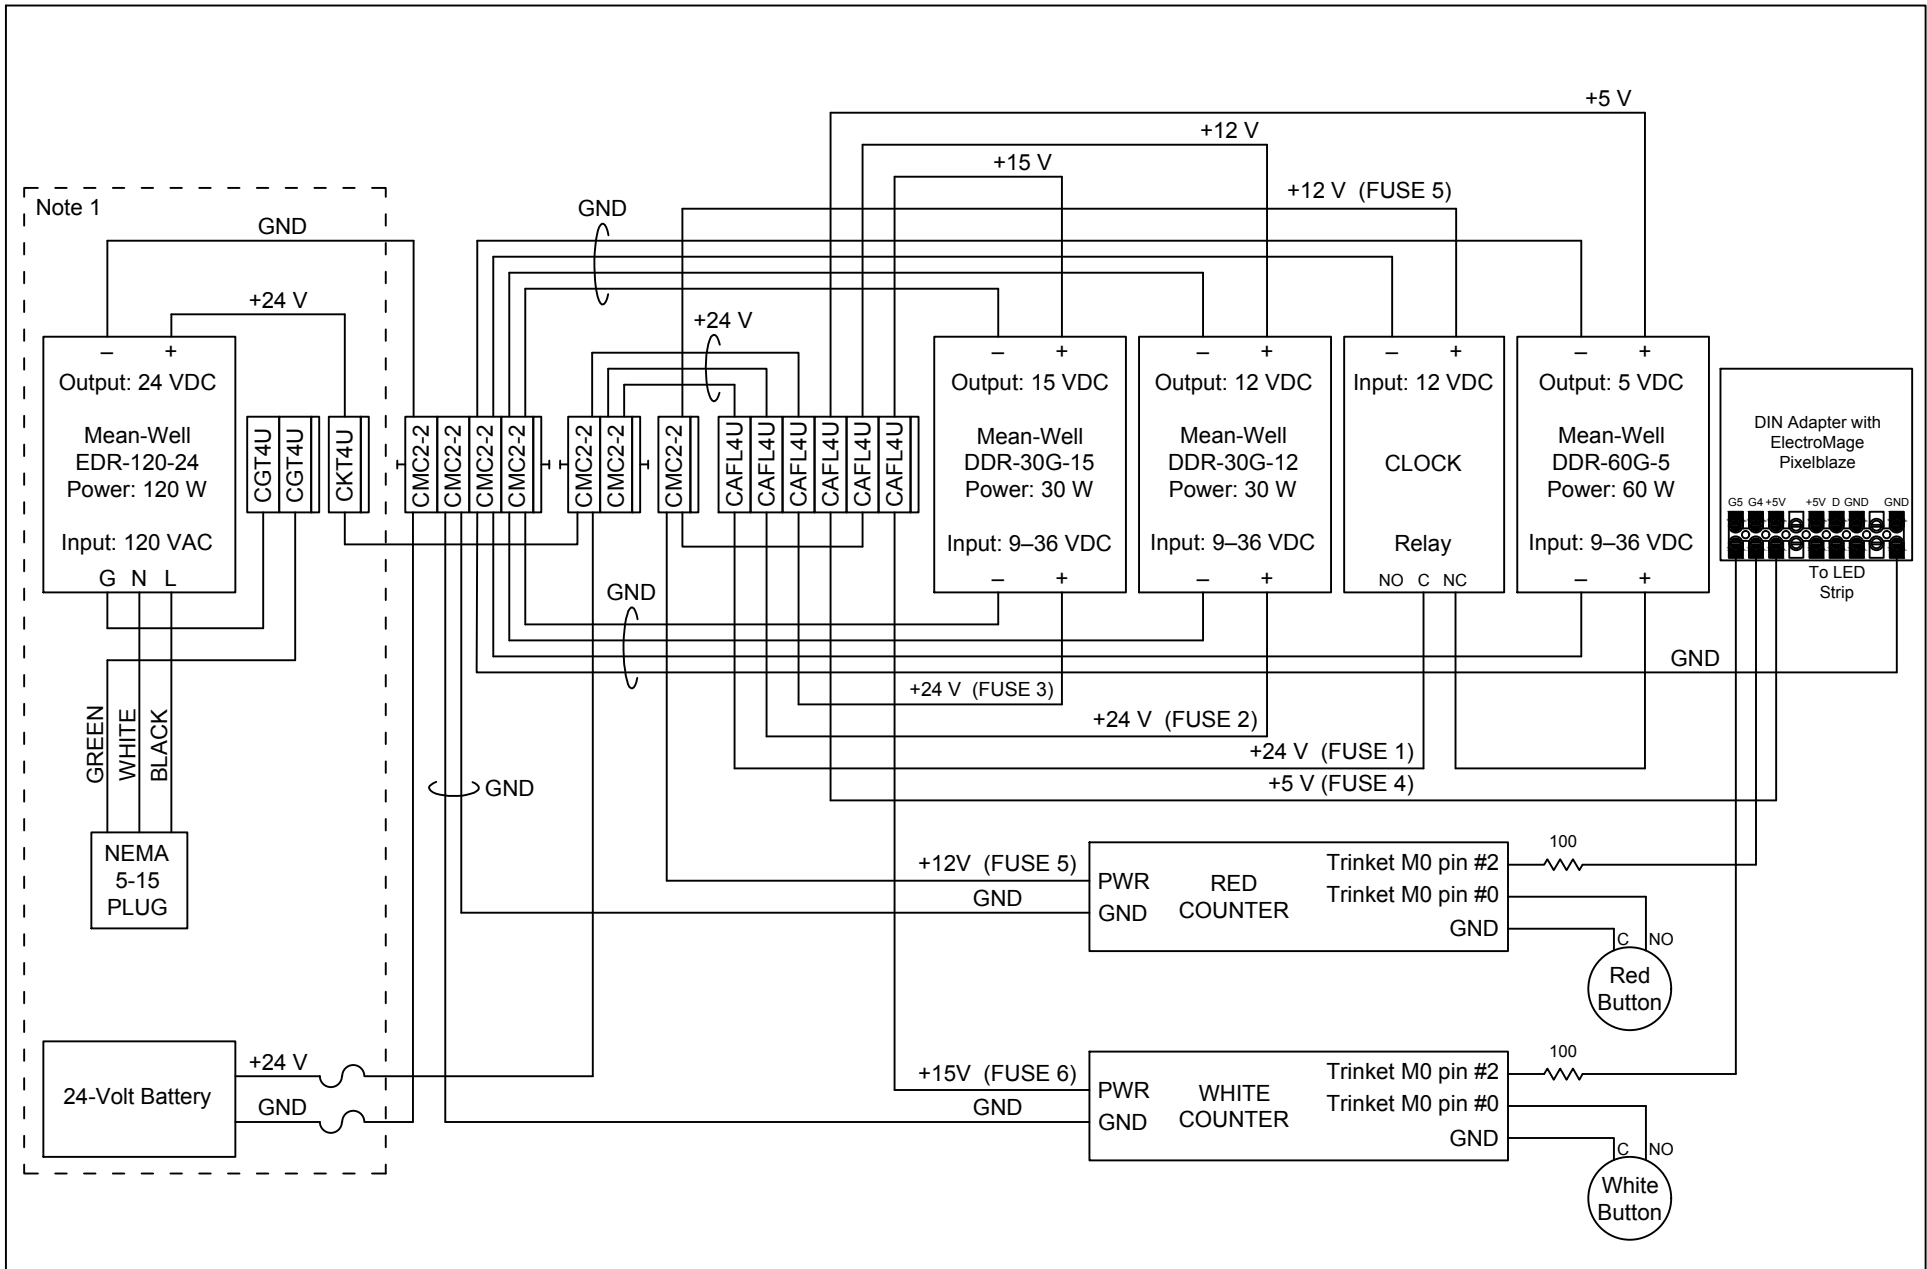 +5 V
+12 V
+15 V
+12 V (FUSE 5)
Note 1
GND
GND
+24 V
+24 V
– +
Output: 24 VDC
Mean-Well
EDR-120-24
Power: 120 W
Input: 120 VAC
G N L
CGT4U
CGT4U
CKT4U
CMC2-2
CMC2-2
CMC2-2
CMC2-2
CMC2-2
CMC2-2
CMC2-2
CAFL4U
CAFL4U
CAFL4U
CAFL4U
CAFL4U
CAFL4U
– +
Output: 15 VDC
Mean-Well
DDR-30G-15
Power: 30 W
Input: 9–36 VDC
– +
– +
Output: 12 VDC
Mean-Well
DDR-30G-12
Power: 30 W
Input: 9–36 VDC
– +
– +
Input: 12 VDC
CLOCK
Relay
NO C NC
– +
Output: 5 VDC
Mean-Well
DDR-60G-5
Power: 60 W
Input: 9–36 VDC
– +
DIN Adapter with
ElectroMage
Pixelblaze
G5 G4 +5V +5V D GND GND
To LED
Strip
GND
GND
+24 V (FUSE 3)
+24 V (FUSE 2)
+24 V (FUSE 1)
+5 V (FUSE 4)
GREEN
WHITE
BLACK
GND
NEMA
5-15
PLUG
+12V (FUSE 5)
GND
PWR
GND
RED
COUNTER
Trinket M0 pin #2
Trinket M0 pin #0
GND
100
C NO
Red
Button
24-Volt Battery
+24 V
GND
+15V (FUSE 6)
GND
PWR
GND
WHITE
COUNTER
Trinket M0 pin #2
Trinket M0 pin #0
GND
100
C NO
White
Button